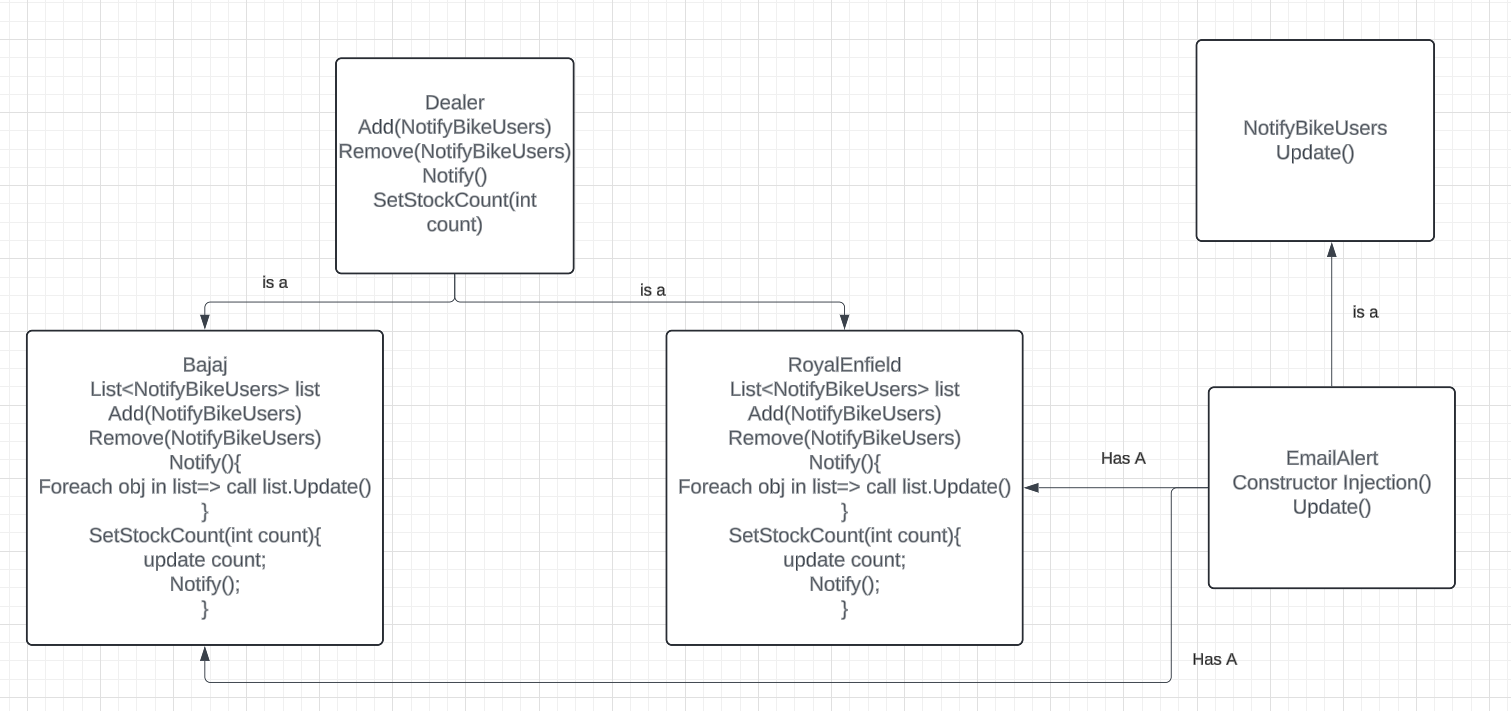 Dealer
Add(NotifyBikeUsers)
Remove(NotifyBikeUsers)
Notify()
SetStockCount(int
count)
NotifyBikeUsers
Update()
is a
is a
is a
Bajaj
List<NotifyBikeUsers> list
Add(NotifyBikeUsers)
Remove(NotifyBikeUsers)
Notify(){
Foreach obj in list=> call list.Update()
}
SetStockCount(int count){
update count;
Notify();
}
RoyalEnfield
List<NotifyBikeUsers> list
Add(NotifyBikeUsers)
Remove(NotifyBikeUsers)
Notify(){
Foreach obj in list=> call list.Update()
}
SetStockCount(int count){
update count;
Notify();
}
Has A
EmailAlert
Constructor Injection()
Update()
Has A